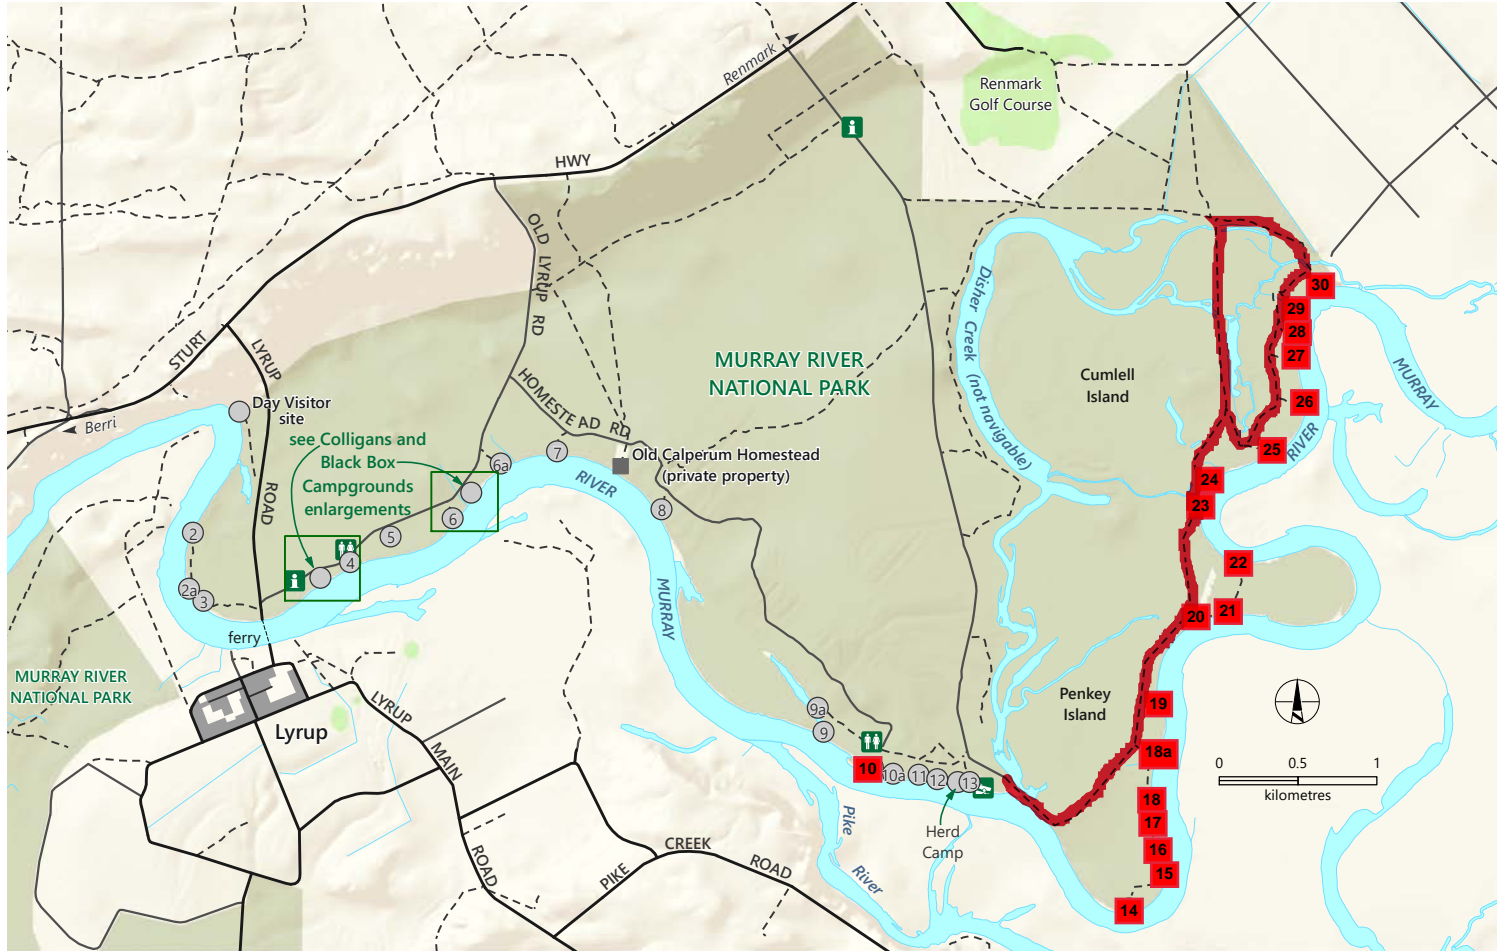 Renmark
Renmark
Golf Course
HWY
OLD LYRUP RD
STURT
LYRUP
ROAD
Berri
Day Visitor
site
see Colligans and
Black Box
Campgrounds
enlargements
HOMESTEAD RD
MURRAY RIVER
NATIONAL PARK
Old Calperum Homestead
(private property)
Disher Creek (not navigable)
Cumlell
Island
MURRAY
RIVER
30
29
28
27
26
25
24
23
22
21
20
19
18a
18
17
16
15
14
2
2a
3
4
5
6
6a
7
8
9a
9
10
10a
11
12
13
RIVER
MURRAY
ferry
MURRAY RIVER
NATIONAL PARK
Lyrup
LYRUP
MAIN
ROAD
PIKE
CREEK
ROAD
Pike
River
Herd
Camp
Penkey
Island
0 0.5 1
kilometres